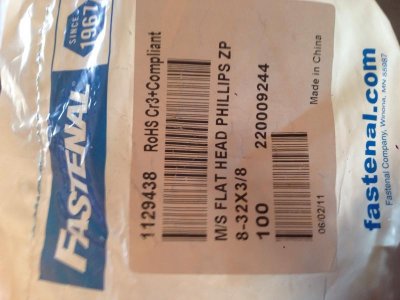 FASTENAL®
SINCE 1967
1129438 RoHS Cr3+Compliant
M/S FLAT HEAD PHILLIPS ZP
8-32X3/8 220009244
100
06/02/11 Made in China
fastenal.com
Fastenal Company, Winona, MN 55987